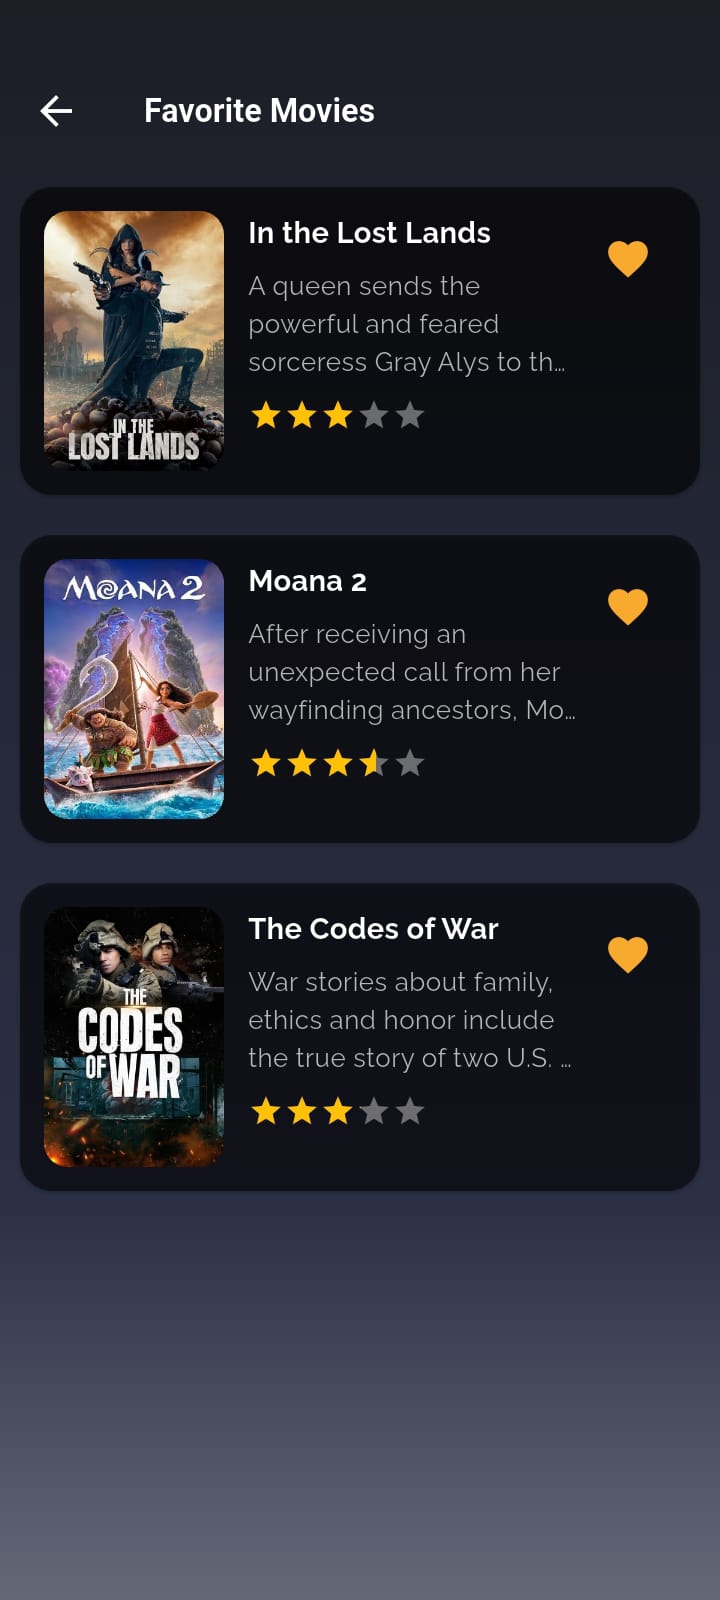 Favorite Movies
IN THE
LOST LANDS
In the Lost Lands
A queen sends the
powerful and feared
sorceress Gray Alys to th…
MOANA 2
Moana 2
After receiving an
unexpected call from her
wayfinding ancestors, Mo…
THE
CODES
OF WAR
The Codes of War
War stories about family,
ethics and honor include
the true story of two U.S. …